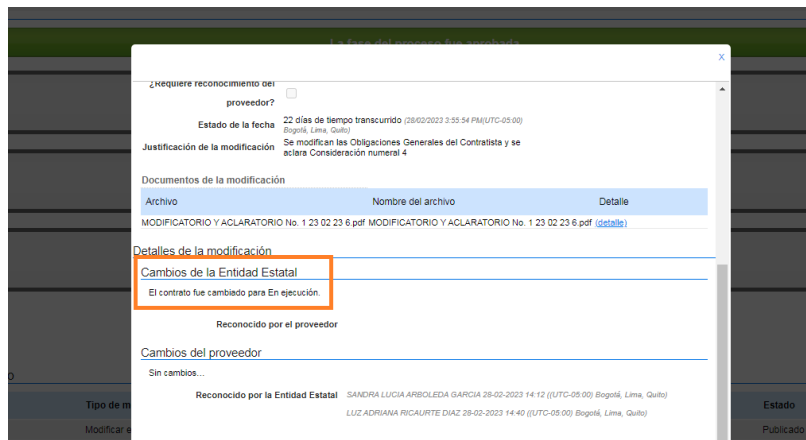 La fase del proceso fue aprobada
X
¿Requiere reconocimiento del
proveedor?
Estado de la fecha 22 días de tiempo transcurrido (28/02/2023 3:55:54 PM(UTC-05:00)
Bogotá, Lima, Quito)
Justificación de la modificación Se modifican las Obligaciones Generales del Contratista y se
aclara Consideración numeral 4
Documentos de la modificación
Archivo Nombre del archivo Detalle
MODIFICATORIO Y ACLARATORIO No. 1 23 02 23 6.pdf MODIFICATORIO Y ACLARATORIO No. 1 23 02 23 6.pdf (detalle)
Detalles de la modificación
Cambios de la Entidad Estatal
El contrato fue cambiado para En ejecución.
Reconocido por el proveedor
Cambios del proveedor
Sin cambios...
Reconocido por la Entidad Estatal SANDRA LUCIA ARBOLEDA GARCIA 28-02-2023 14:12 ((UTC-05:00) Bogotá, Lima, Quito)
LUZ ADRIANA RICAURTE DIAZ 28-02-2023 14:40 ((UTC-05:00) Bogotá, Lima, Quito)
Tipo de m Estado
Modificar e Publicado